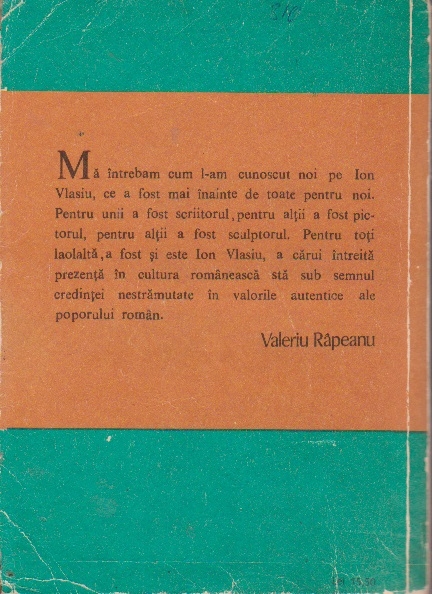 Mă întrebam cum l-am cunoscut noi pe Ion
Vlasiu, ce a fost mai înainte de toate pentru noi.
Pentru unii a fost scriitorul, pentru alții a fost pic-
torul, pentru alții a fost sculptorul. Pentru toți
laolaltă, a fost și este Ion Vlasiu, a cărui întreită
prezență în cultura românească stă sub semnul
credinței nestrămutate în valorile autentice ale
poporului român.
Valeriu Râpeanu